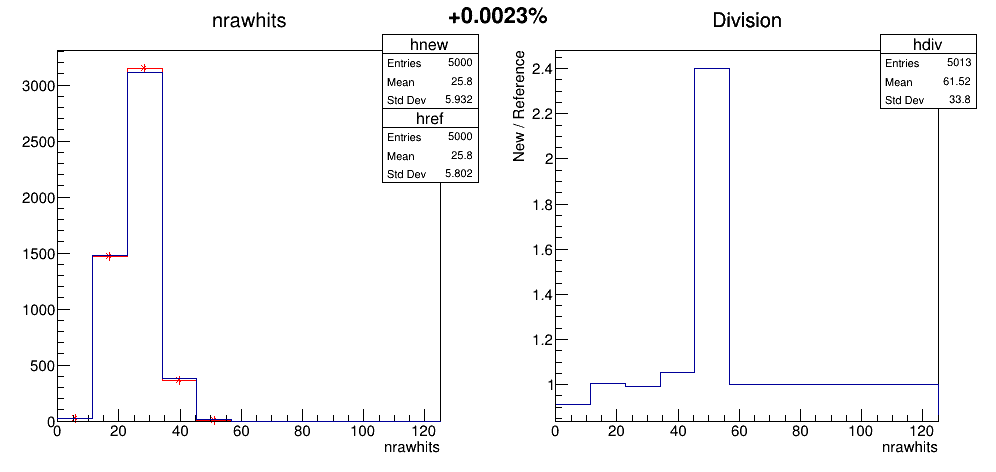 +0.0023%
nrawhits
hnew
Entries 5000
Mean 25.8
Std Dev 5.932
href
Entries 5000
Mean 25.8
Std Dev 5.802
3000
2500
2000
1500
1000
500
0
0 20 40 60 80 100 120
nrawhits
Division
hdiv
Entries 5013
Mean 61.52
Std Dev 33.8
New / Reference
2.4
2.2
2
1.8
1.6
1.4
1.2
1
0 20 40 60 80 100 120
nrawhits